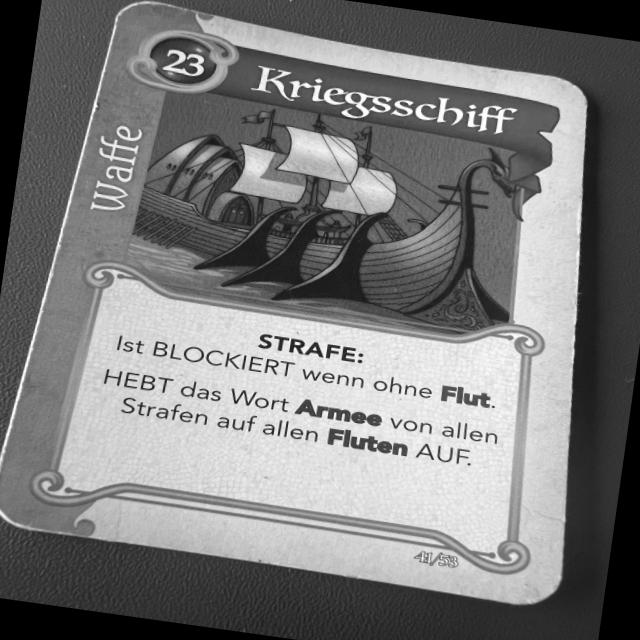 23
Kriegsschiff
Waffe
STRAFE:
Ist BLOCKIERT wenn ohne Flut.
HEBT das Wort Armee von allen
Strafen auf allen Fluten AUF.
41/53